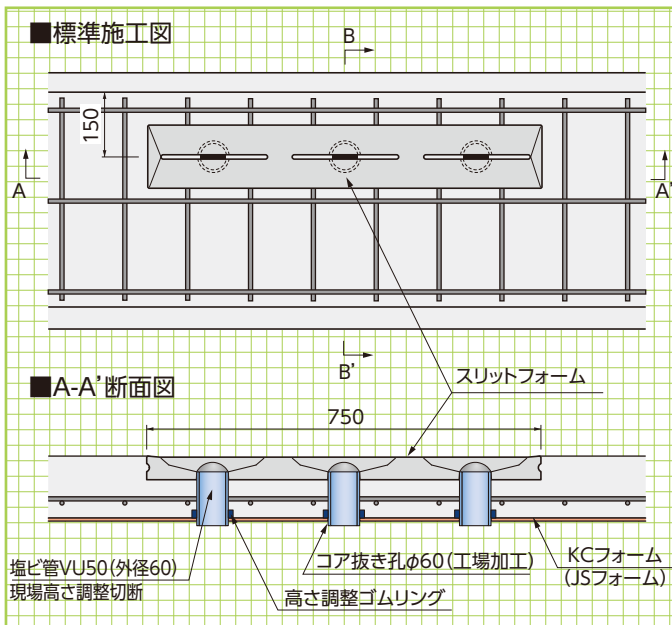 ■標準施工図
B
150
A
A'
B'
スリットフォーム
■A-A'断面図
750
塩ビ管VU50(外径60)
現場高さ調整切断
コア抜き孔φ60(工場加工)
高さ調整ゴムリング
KCフォーム
(JSフォーム)